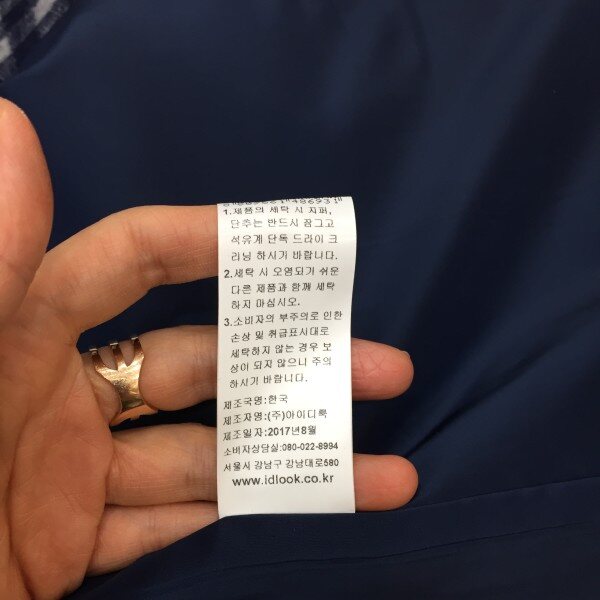 1.제품의 세탁 시 지퍼,
단추는 반드시 잠그고
석유계 단독 드라이 크
리닝 하시기 바랍니다.
2.세탁 시 오염되기 쉬운
다른 제품과 함께 세탁
하지 마십시오.
3.소비자의 부주의로 인한
손상 및 취급표시대로
세탁하지 않는 경우 보
상이 되지 않으니 주의
하시기 바랍니다.
제조국명:한국
제조자명:(주)아이디룩
제조일자:2017년8월
소비자상담실:080-022-8994
서울시 강남구 강남대로580
www.idlook.co.kr